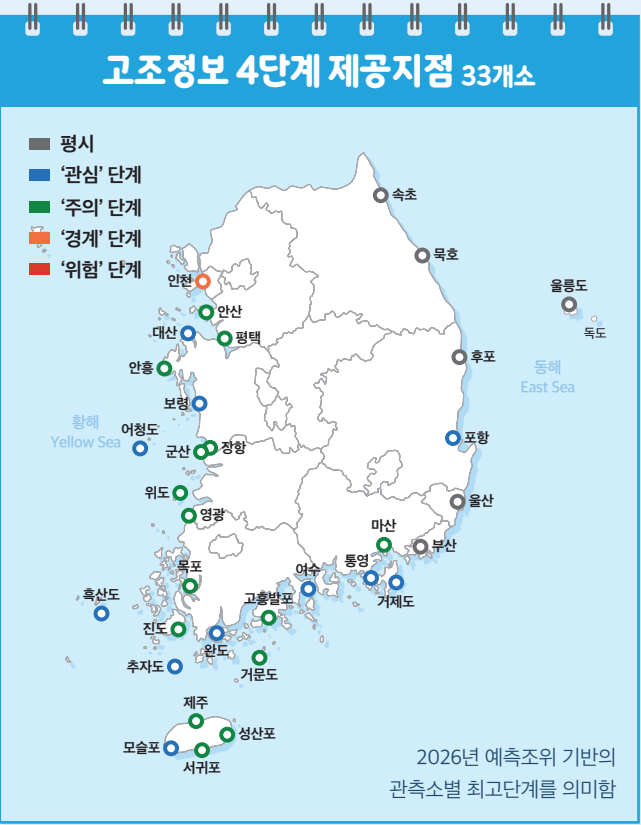 고조정보 4단계 제공지점 33개소
평시
‘관심’ 단계
‘주의’ 단계
‘경계’ 단계
‘위험’ 단계
속초
묵호
인천
울릉도
안산
독도
대산
평택
후포
안흥
동해
East Sea
보령
황해
Yellow Sea
어청도
포항
군산
장항
위도
울산
영광
마산
부산
통영
목포
여수
흑산도
고흥발포
거제도
진도
완도
추자도
거문도
제주
성산포
모슬포
서귀포
2026년 예측조위 기반의
관측소별 최고단계를 의미함